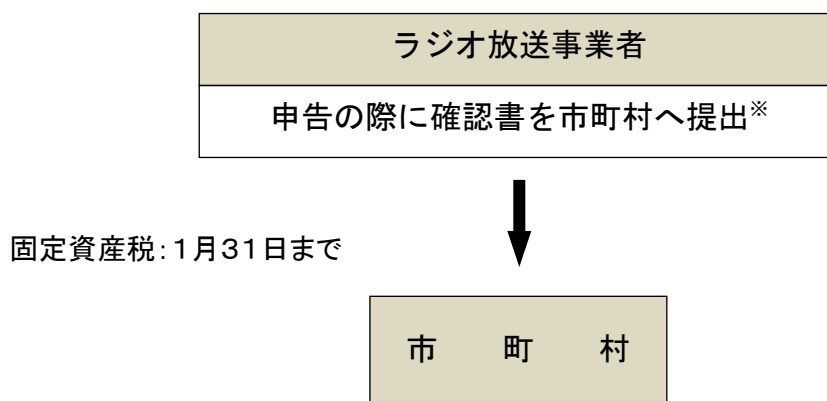 ラジオ放送事業者
申告の際に確認書を市町村へ提出※
固定資産税：１月３１日まで
市　町　村